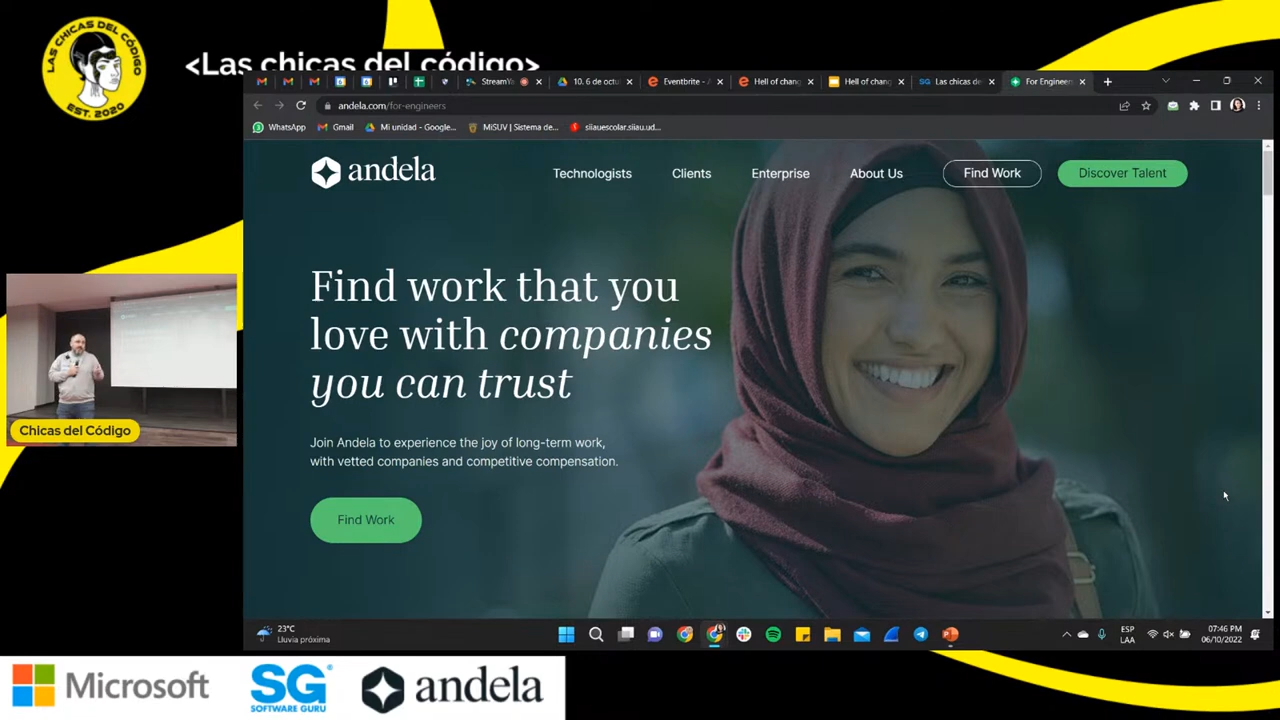 LAS CHICAS DEL CÓDIGO
EST. 2020
<Las chicas del código>
StreamYa
10. 6 de octu
Eventbrite - A
Hell of chang
Hell of chang
Las chicas de
For Engineers
andela.com/for-engineers
WhatsApp
Gmail
Mi unidad - Google...
MiSUV | Sistema de...
siiauescolar.siiau.ud...
andela
Technologists
Clients
Enterprise
About Us
Find Work
Discover Talent
Find work that you
love with companies
you can trust
Join Andela to experience the joy of long-term work,
with vetted companies and competitive compensation.
Find Work
Chicas del Código
23°C
Lluvia próxima
ESP
LAA
07:46 PM
06/10/2022
Microsoft
SG
SOFTWARE GURU
andela